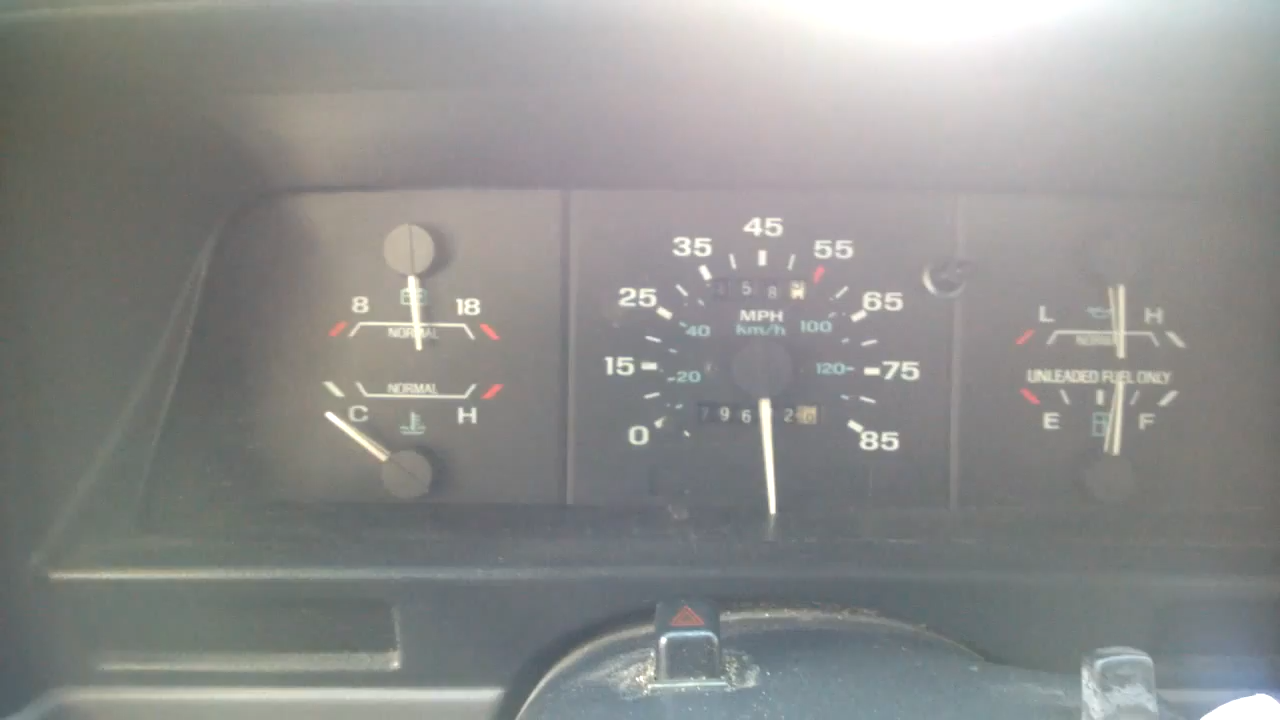 8 18
NORMAL
NORMAL
C H
45
35 55
25 65
MPH
km/h
40 100
15 75
20 120
0 85
L H
NORMAL
UNLEADED FUEL ONLY
E F